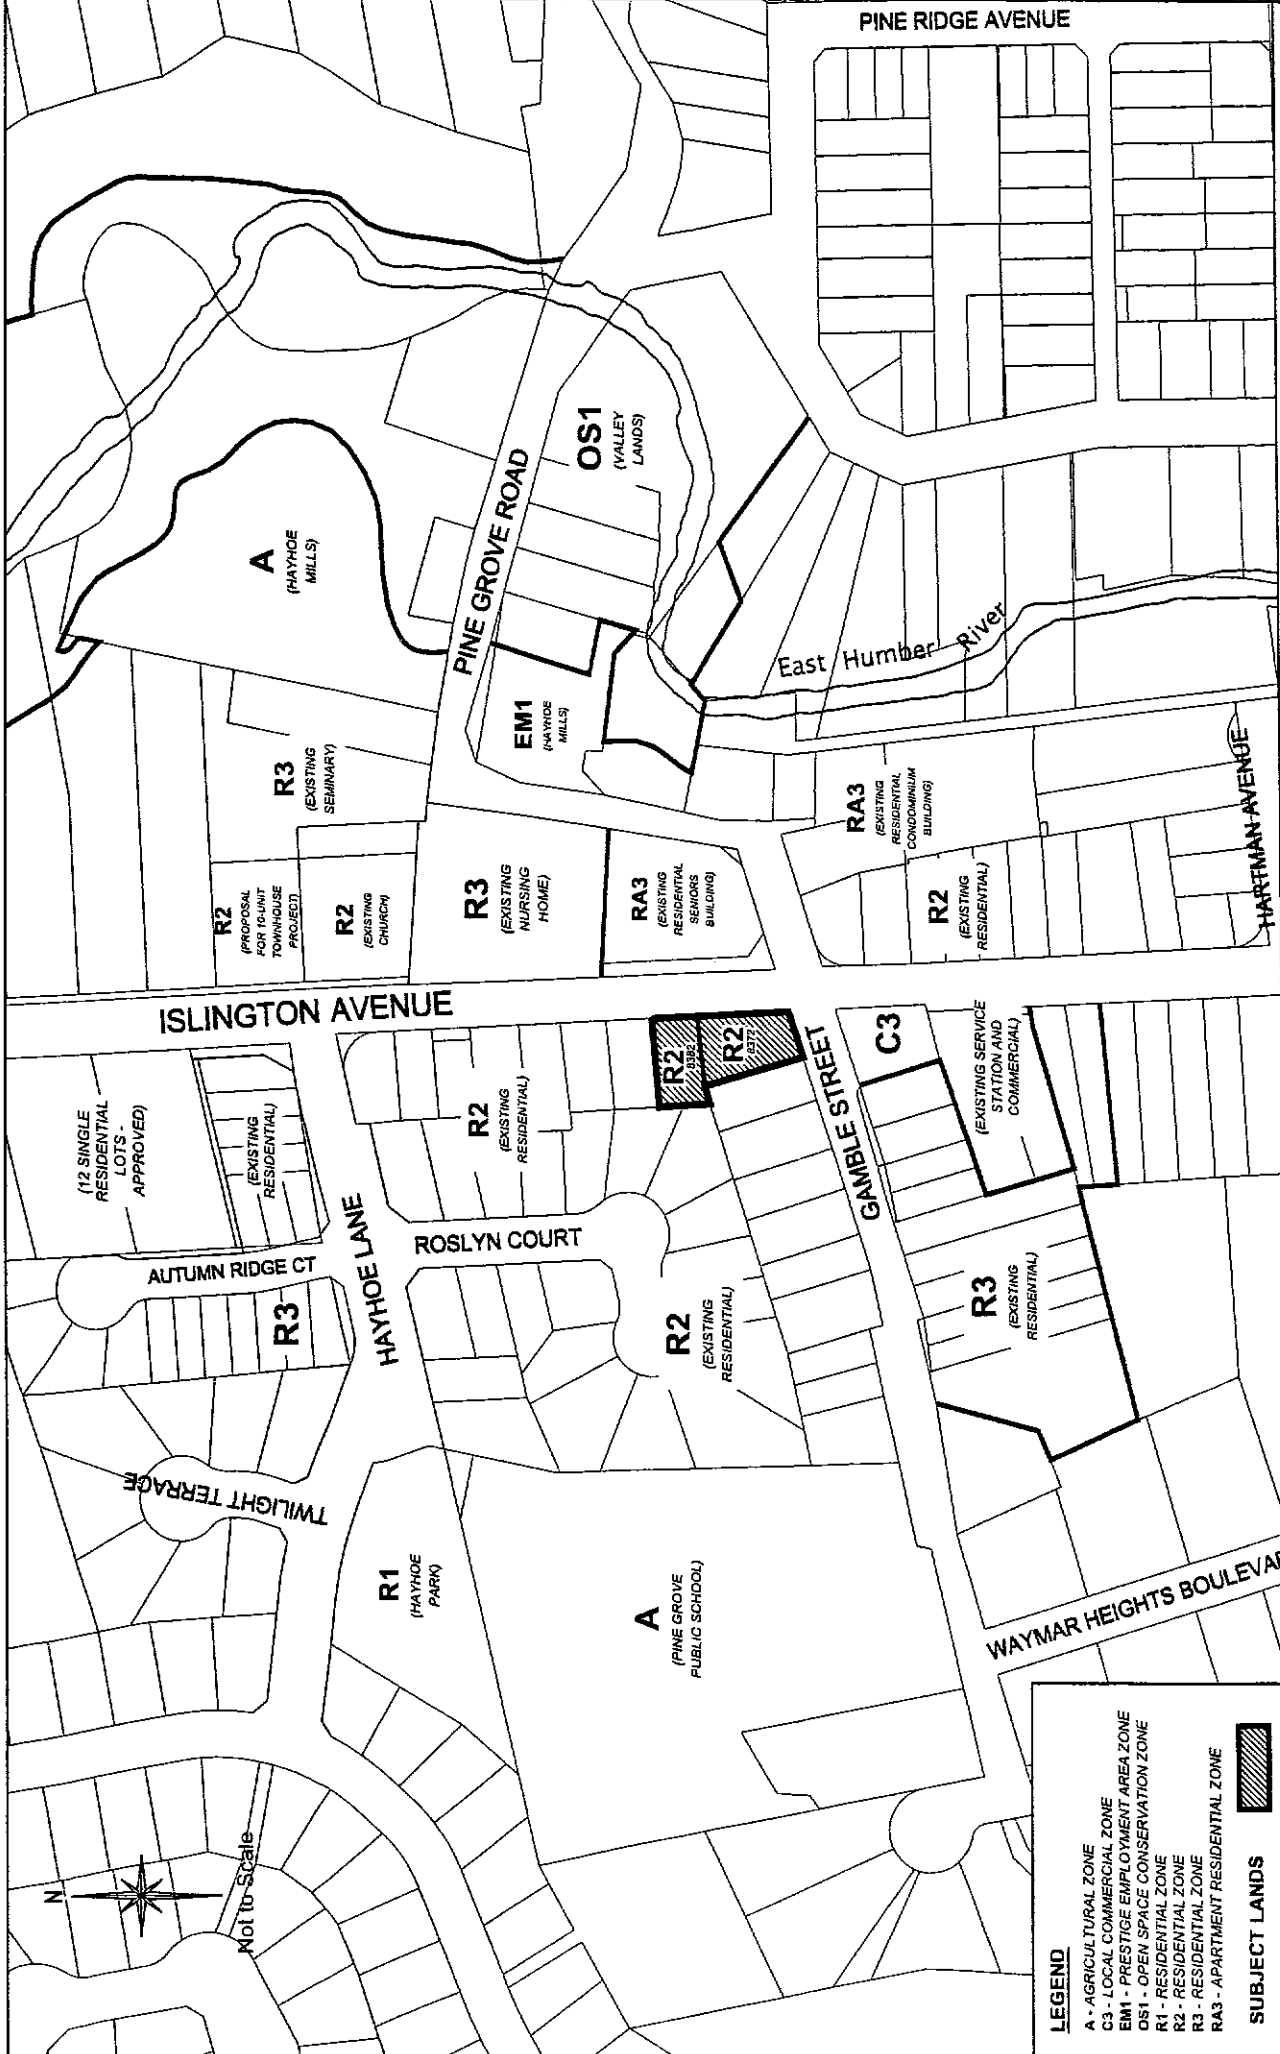 N
Not to Scale
TWILIGHT TERRACE
AUTUMN RIDGE CT
R3
(12 SINGLE
RESIDENTIAL
LOTS -
APPROVED)
(EXISTING
RESIDENTIAL)
ISLINGTON AVENUE
R2
(PROPOSAL
FOR 10-UNIT
TOWNHOUSE
PROJECT)
R2
(EXISTING
CHURCH)
R3
(EXISTING
SEMINARY)
A
(HAYHOE
MILLS)
HAYHOE LANE
R1
(HAYHOE
PARK)
ROSLYN COURT
R2
(EXISTING
RESIDENTIAL)
R3
(EXISTING
NURSING
HOME)
PINE GROVE ROAD
EM1
(HAYHOE
MILLS)
OS1
(VALLEY
LANDS)
A
(PINE GROVE
PUBLIC SCHOOL)
R2
(EXISTING
RESIDENTIAL)
R2
8382
R2
8372
RA3
(EXISTING
RESIDENTIAL
SENIORS
BUILDING)
GAMBLE STREET
C3
(EXISTING SERVICE
STATION AND
COMMERCIAL)
RA3
(EXISTING
RESIDENTIAL
CONDOMINIUM
BUILDING)
East Humber River
PINE RIDGE AVENUE
R3
(EXISTING
RESIDENTIAL)
R2
(EXISTING
RESIDENTIAL)
WAYMAR HEIGHTS BOULEVAR
HARTMAN AVENUE
LEGEND
A - AGRICULTURAL ZONE
C3 - LOCAL COMMERCIAL ZONE
EM1 - PRESTIGE EMPLOYMENT AREA ZONE
OS1 - OPEN SPACE CONSERVATION ZONE
R1 - RESIDENTIAL ZONE
R2 - RESIDENTIAL ZONE
R3 - RESIDENTIAL ZONE
RA3 - APARTMENT RESIDENTIAL ZONE
SUBJECT LANDS